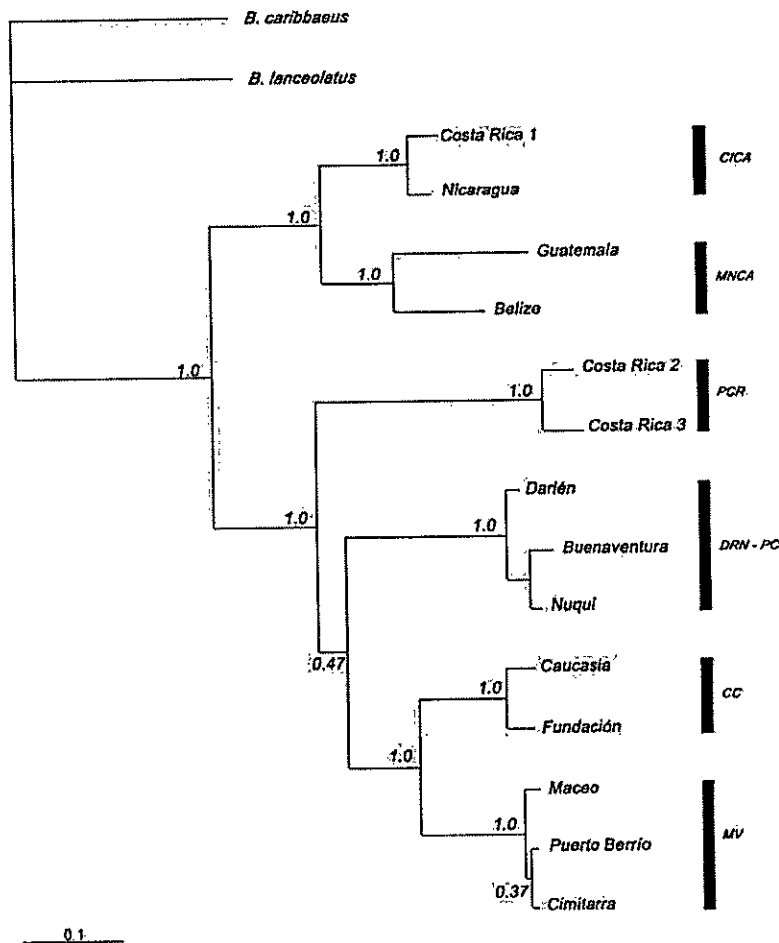 B. caribbaeus
B. lanceolatus
Costa Rica 1
1.0
CICA
Nicaragua
1.0
Guatemala
1.0
MNCA
Belize
1.0
Costa Rica 2
1.0
PCR
Costa Rica 3
Darién
1.0
1.0
Buenaventura
DRN - PC
Nuquí
0.47
Caucasia
1.0
CC
Fundación
1.0
Maceo
1.0
MV
Puerto Berrío
0.37
Cimitarra
0.1